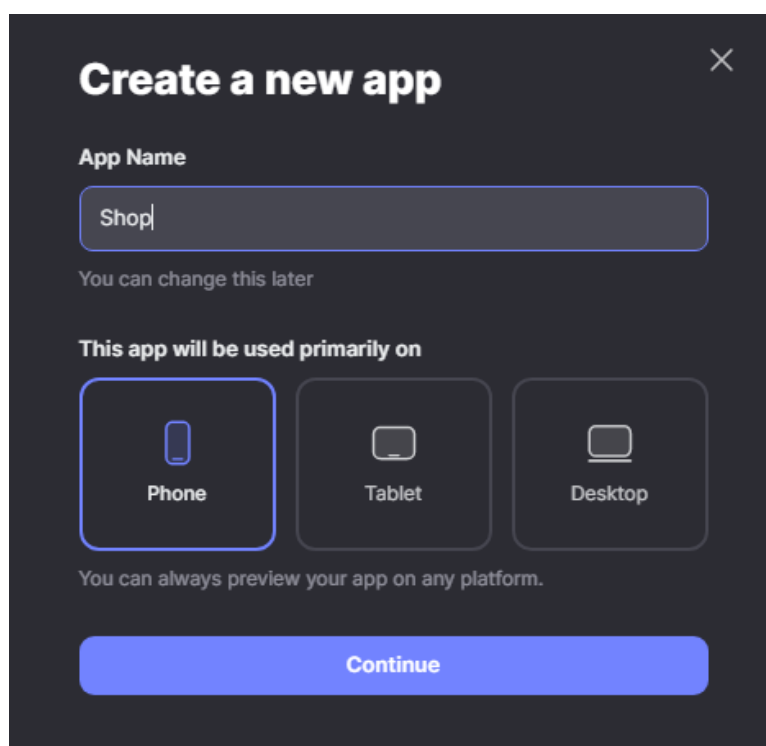 Create a new app
App Name
Shop
You can change this later
This app will be used primarily on
Phone
Tablet
Desktop
You can always preview your app on any platform.
Continue